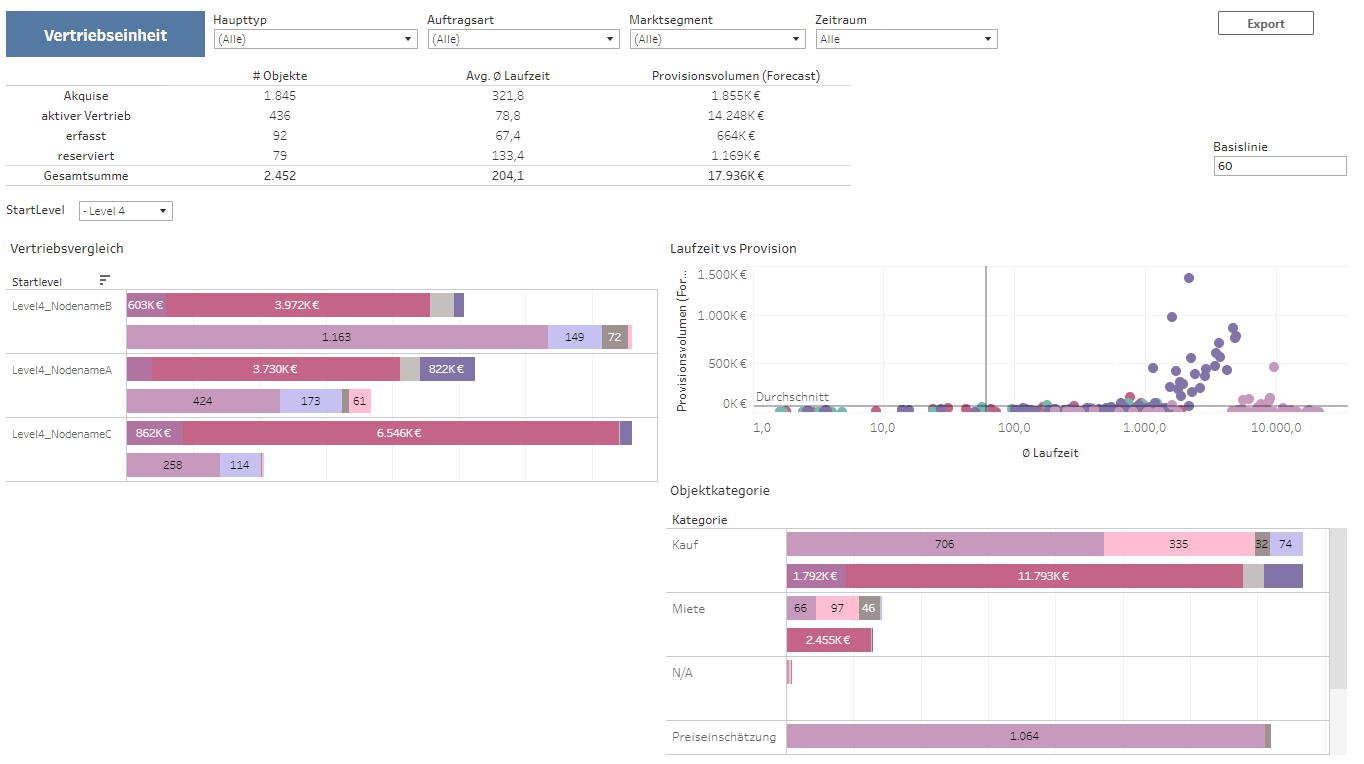 Vertriebseinheit
Haupttyp
(Alle)
Auftragsart
(Alle)
Marktsegment
(Alle)
Zeitraum
Alle
Export
# Objekte Avg. Ø Laufzeit Provisionsvolumen (Forecast)
Akquise 1.845 321,8 1.855K €
aktiver Vertrieb 436 78,8 14.248K €
erfasst 92 67,4 664K €
reserviert 79 133,4 1.169K €
Gesamtsumme 2.452 204,1 17.936K €
Basislinie
60
StartLevel - Level 4
Vertriebsvergleich
Startlevel
Level4_NodenameB 603K € 3.972K €
1.163 149 72
Level4_NodenameA 3.730K € 822K €
424 173 61
Level4_NodenameC 862K € 6.546K €
258 114
Laufzeit vs Provision
Provisionsvolumen (For...
1.500K €
1.000K €
500K €
0K €
Durchschnitt
1,0 10,0 100,0 1.000,0 10.000,0
Ø Laufzeit
Objektkategorie
Kategorie
Kauf 706 335 32 74
1.792K € 11.793K €
Miete 66 97 46
2.455K €
N/A
Preiseinschätzung 1.064